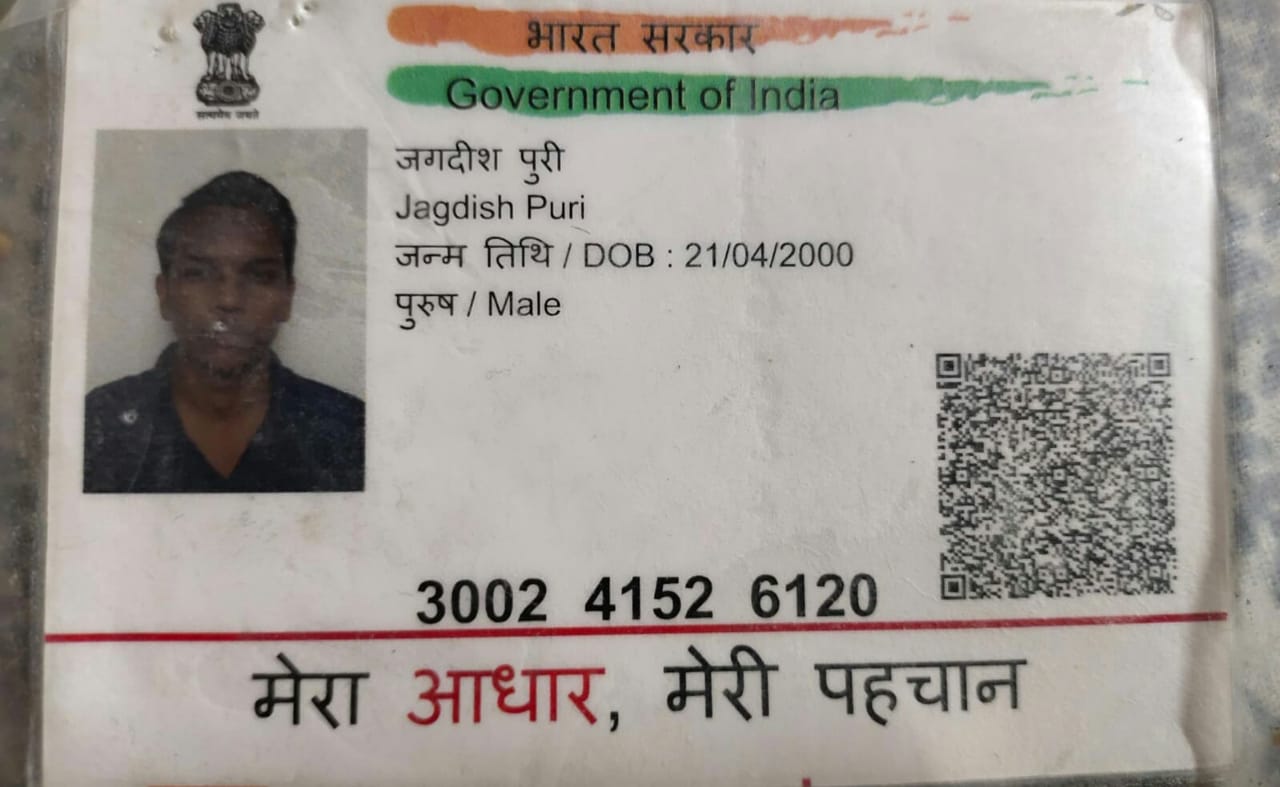 सत्यमेव जयते
भारत सरकार
Government of India
जगदीश पुरी
Jagdish Puri
जन्म तिथि / DOB : 21/04/2000
पुरुष / Male
3002 4152 6120
मेरा आधार, मेरी पहचान